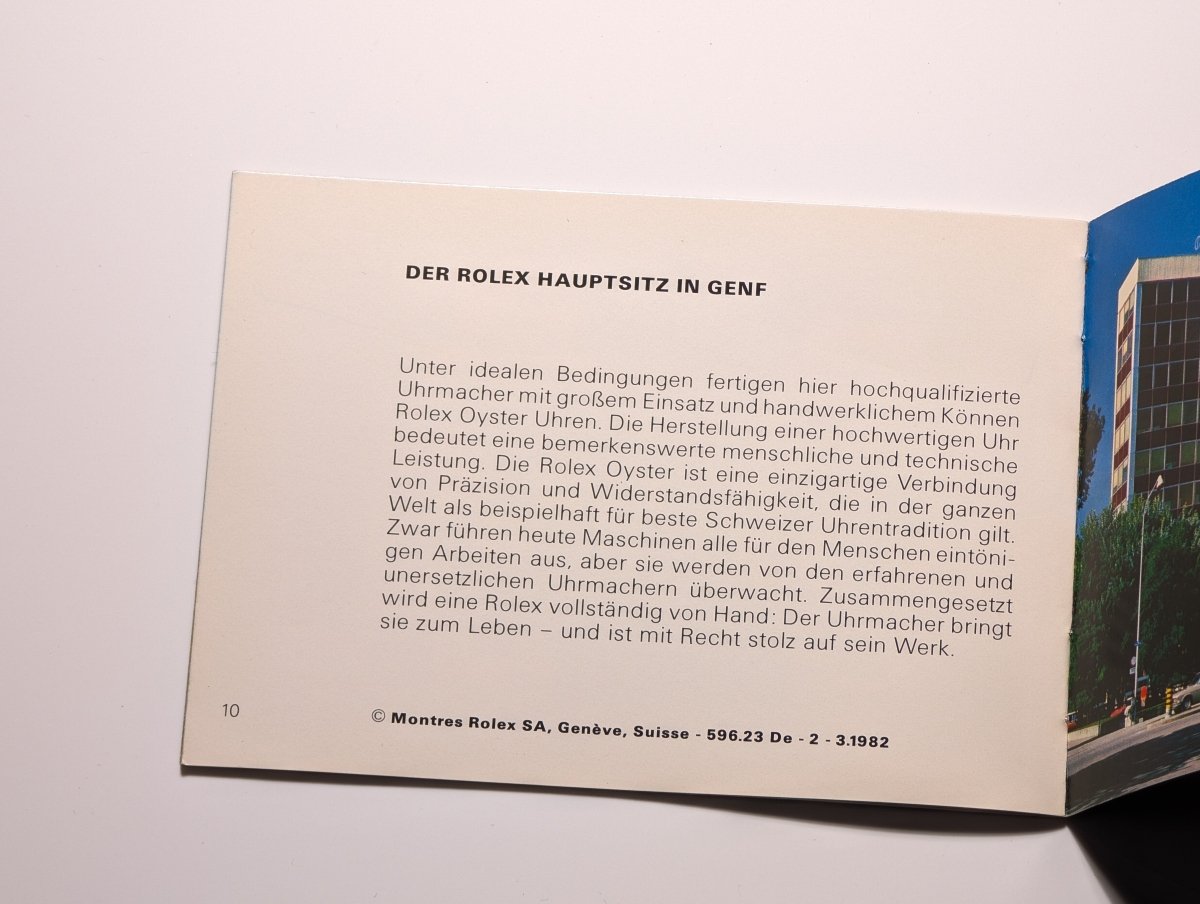 DER ROLEX HAUPTSITZ IN GENF
Unter idealen Bedingungen fertigen hier hochqualifizierte
Uhrmacher mit großem Einsatz und handwerklichem Können
Rolex Oyster Uhren. Die Herstellung einer hochwertigen Uhr
bedeutet eine bemerkenswerte menschliche und technische
Leistung. Die Rolex Oyster ist eine einzigartige Verbindung
von Präzision und Widerstandsfähigkeit, die in der ganzen
Welt als beispielhaft für beste Schweizer Uhrentradition gilt.
Zwar führen heute Maschinen alle für den Menschen eintöni-
gen Arbeiten aus, aber sie werden von den erfahrenen und
unersetzlichen Uhrmachern überwacht. Zusammengesetzt
wird eine Rolex vollständig von Hand: Der Uhrmacher bringt
sie zum Leben – und ist mit Recht stolz auf sein Werk.
10
© Montres Rolex SA, Genève, Suisse - 596.23 De - 2 - 3.1982